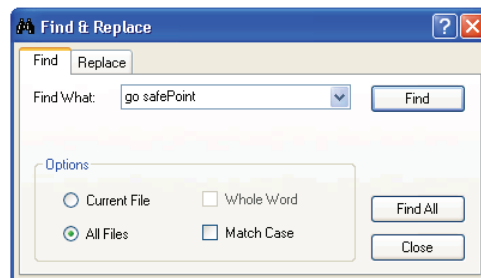 Find & Replace
Find Replace
Find What: go safePoint Find
Options
Current File Whole Word
Find All
All Files Match Case
Close